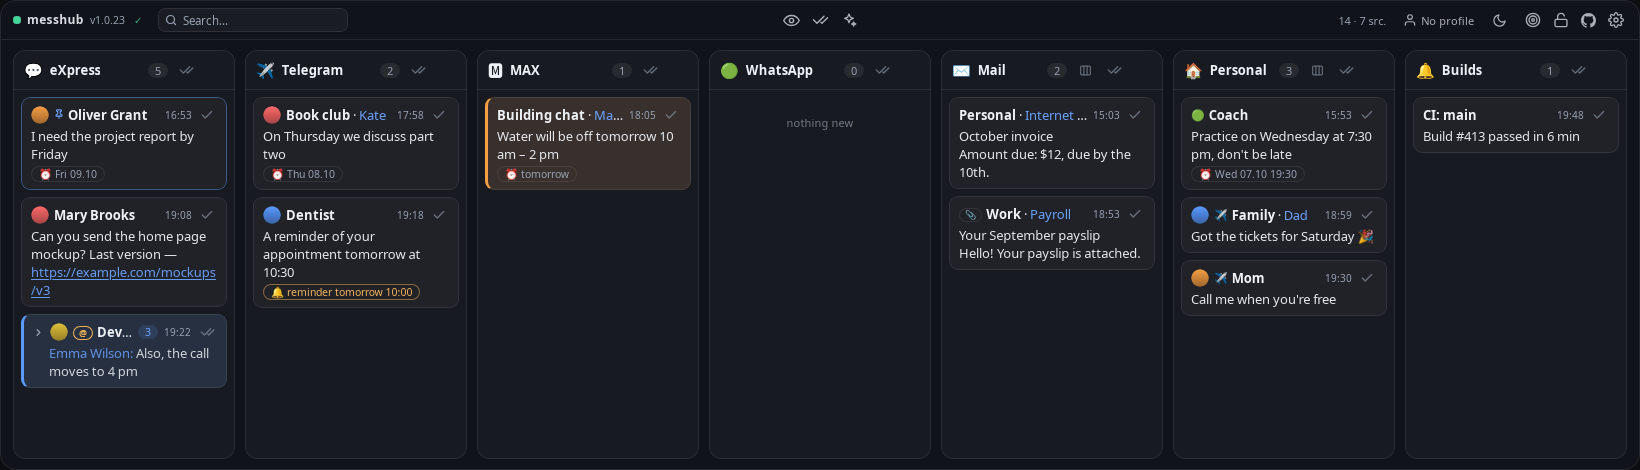 messhub v1.0.23 ✓ Search... 14 · 7 src. No profile
💬 eXpress 5
Oliver Grant 16:53
I need the project report by
Friday
⏰ Fri 09.10
Mary Brooks 19:08
Can you send the home page
mockup? Last version —
https://example.com/mockups
/v3
Dev... 3 19:22
Emma Wilson: Also, the call
moves to 4 pm
✈️ Telegram 2
Book club · Kate 17:58
On Thursday we discuss part
two
⏰ Thu 08.10
Dentist 19:18
A reminder of your
appointment tomorrow at
10:30
🔔 reminder tomorrow 10:00
M MAX 1
Building chat · Ma... 18:05
Water will be off tomorrow 10
am – 2 pm
⏰ tomorrow
🟢 WhatsApp 0
nothing new
✉️ Mail 2
Personal · Internet ... 15:03
October invoice
Amount due: $12, due by the
10th.
📎 Work · Payroll 18:53
Your September payslip
Hello! Your payslip is attached.
🏠 Personal 3
🟢 Coach 15:53
Practice on Wednesday at 7:30
pm, don't be late
⏰ Wed 07.10 19:30
✈️ Family · Dad 18:59
Got the tickets for Saturday 🎉
✈️ Mom 19:30
Call me when you're free
🔔 Builds 1
CI: main 19:48
Build #413 passed in 6 min